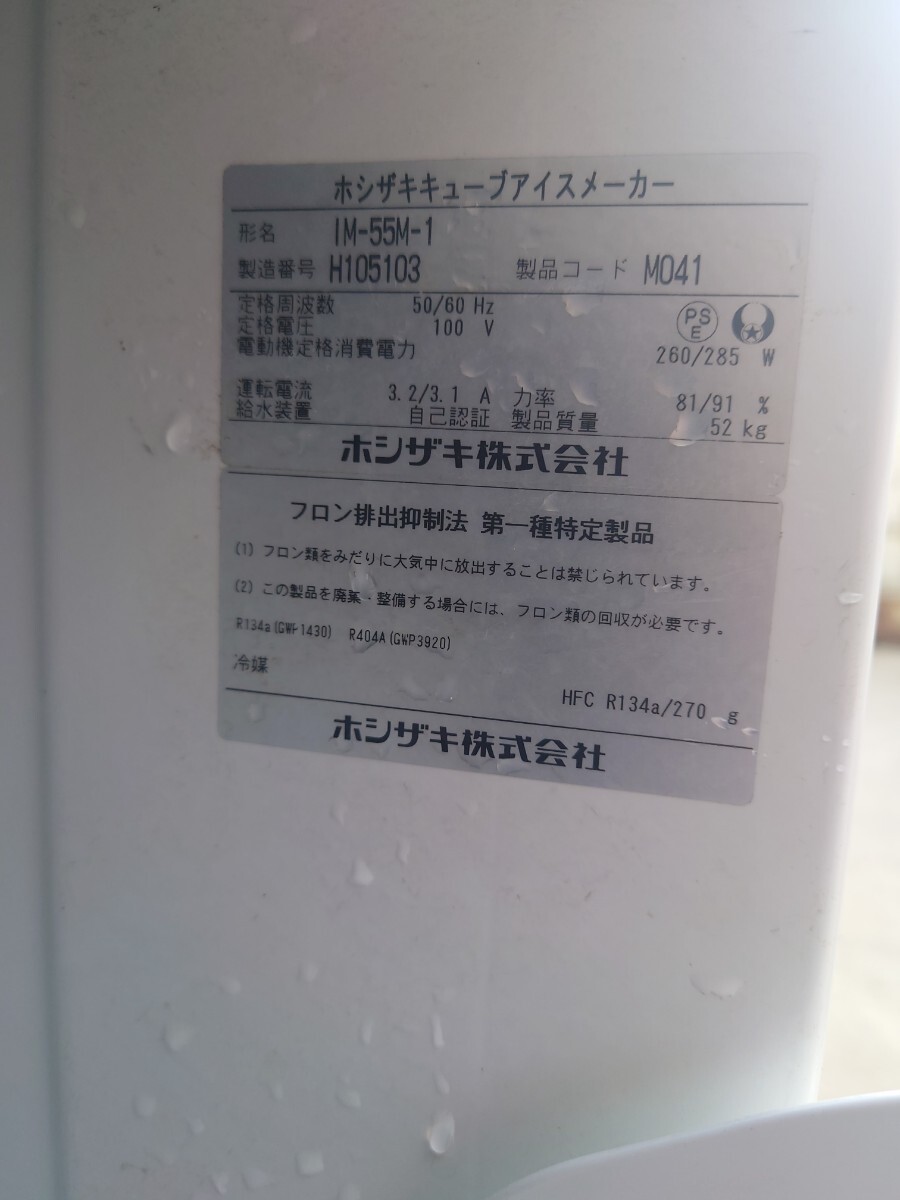 ホシザキキューブアイスメーカー
形名 IM-55M-1
製造番号 H105103 製品コード M041
定格周波数 50/60 Hz
定格電圧 100 V
PS E
電動機定格消費電力 260/285 W
運転電流 3.2/3.1 A 力率 81/91 %
給水装置 自己認証 製品質量 52 kg
ホシザキ株式会社
フロン排出抑制法 第一種特定製品
(1) フロン類をみだりに大気中に放出することは禁じられています。
(2) この製品を廃棄・整備する場合には、フロン類の回収が必要です。
R134a(GWP1430) R404A(GWP3920)
冷媒
HFC R134a/270 g
ホシザキ株式会社